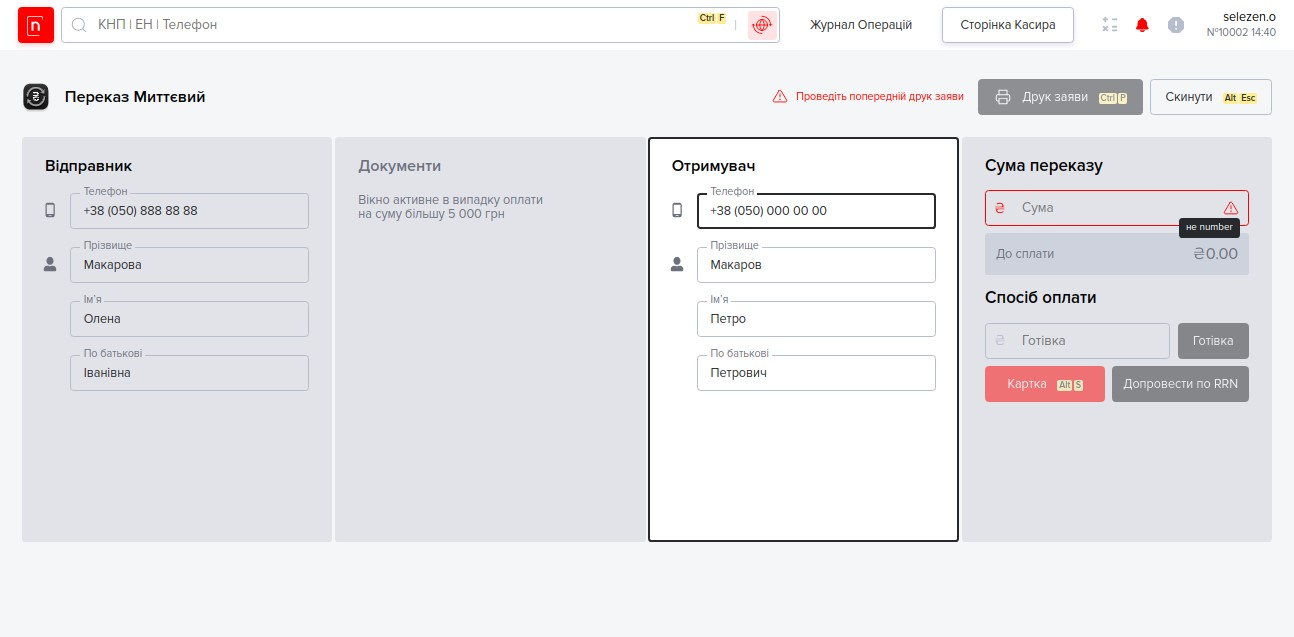 n
КНП | ЕН | Телефон
Ctrl F
Журнал Операцій
Сторінка Касира
selezen.o
№10002 14:40
Переказ Миттєвий
Проведіть попередній друк заяви
Друк заяви Ctrl P
Скинути Alt Esc
Відправник
Телефон
+38 (050) 888 88 88
Прізвище
Макарова
Ім'я
Олена
По батькові
Іванівна
Документи
Вікно активне в випадку оплати
на суму більшу 5 000 грн
Отримувач
Телефон
+38 (050) 000 00 00
Прізвище
Макаров
Ім'я
Петро
По батькові
Петрович
Сума переказу
₴ Сума
не number
До сплати ₴0.00
Спосіб оплати
₴ Готівка
Готівка
Картка Alt S
Допровести по RRN